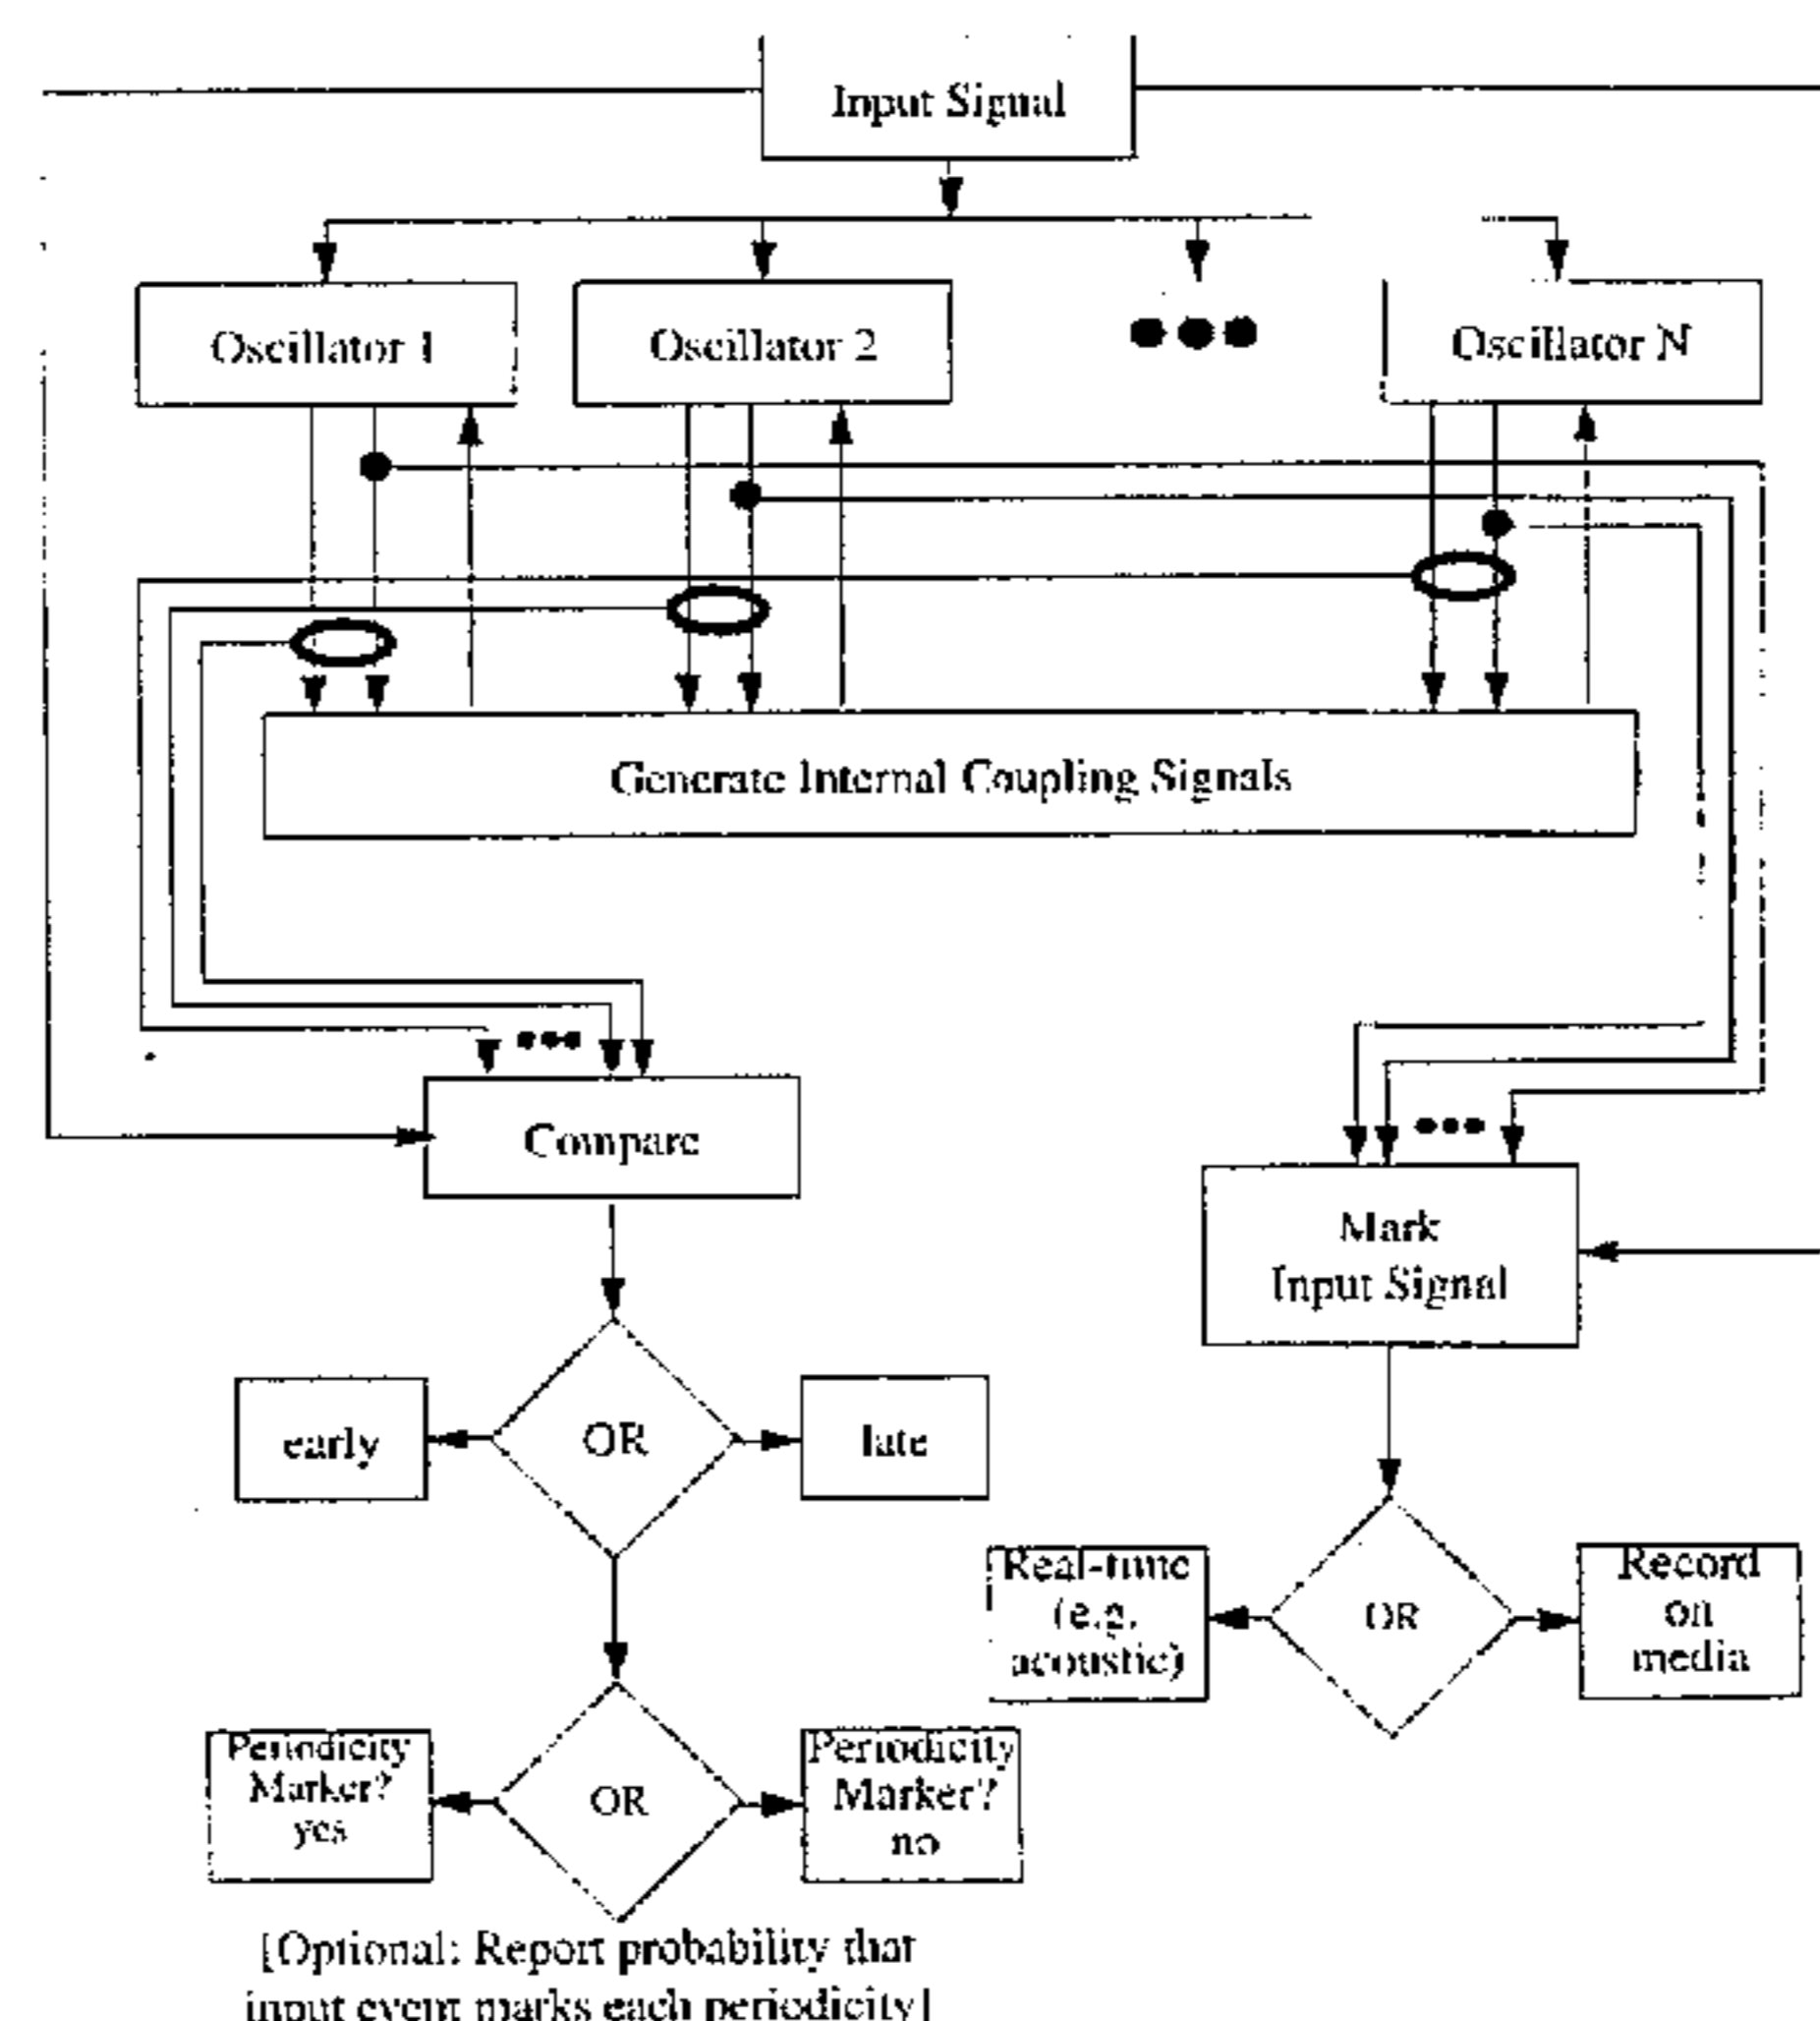 Input Signal
Oscillator 1
Oscillator 2
Oscillator N
Generate Internal Coupling Signals
Compare
Mark
Input Signal
early
OR
late
Real-time
(e.g.
acoustic)
OR
Record
on
media
Periodicity
Marker?
yes
OR
Periodicity
Marker?
no
[Optional: Report probability that
input event marks each periodicity]